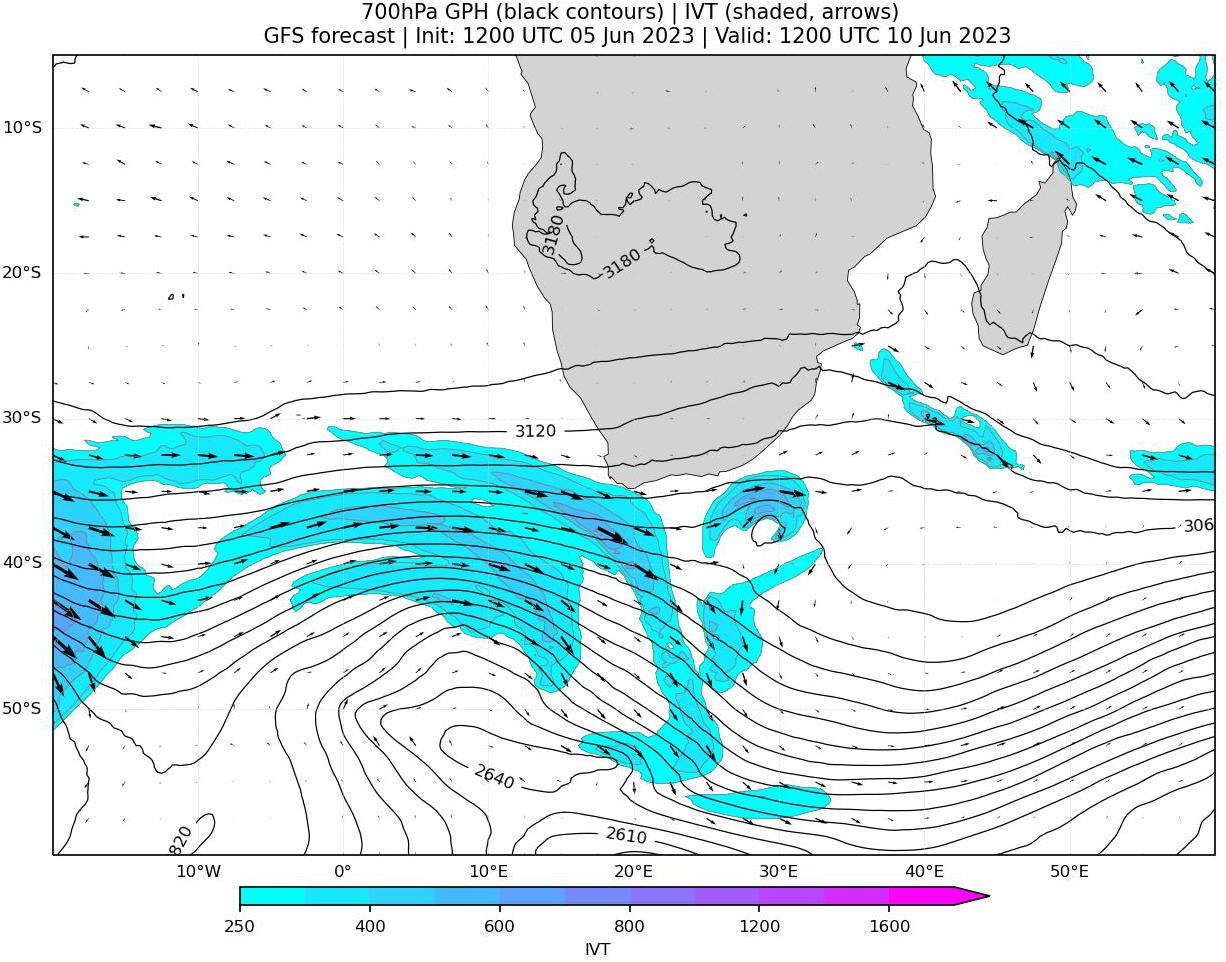 700hPa GPH (black contours) | IVT (shaded, arrows)
GFS forecast | Init: 1200 UTC 05 Jun 2023 | Valid: 1200 UTC 10 Jun 2023
10°S
3180
3180
20°S
30°S
3120
306
40°S
50°S
2640
820
2610
10°W 0° 10°E 20°E 30°E 40°E 50°E
250 400 600 800 1200 1600
IVT